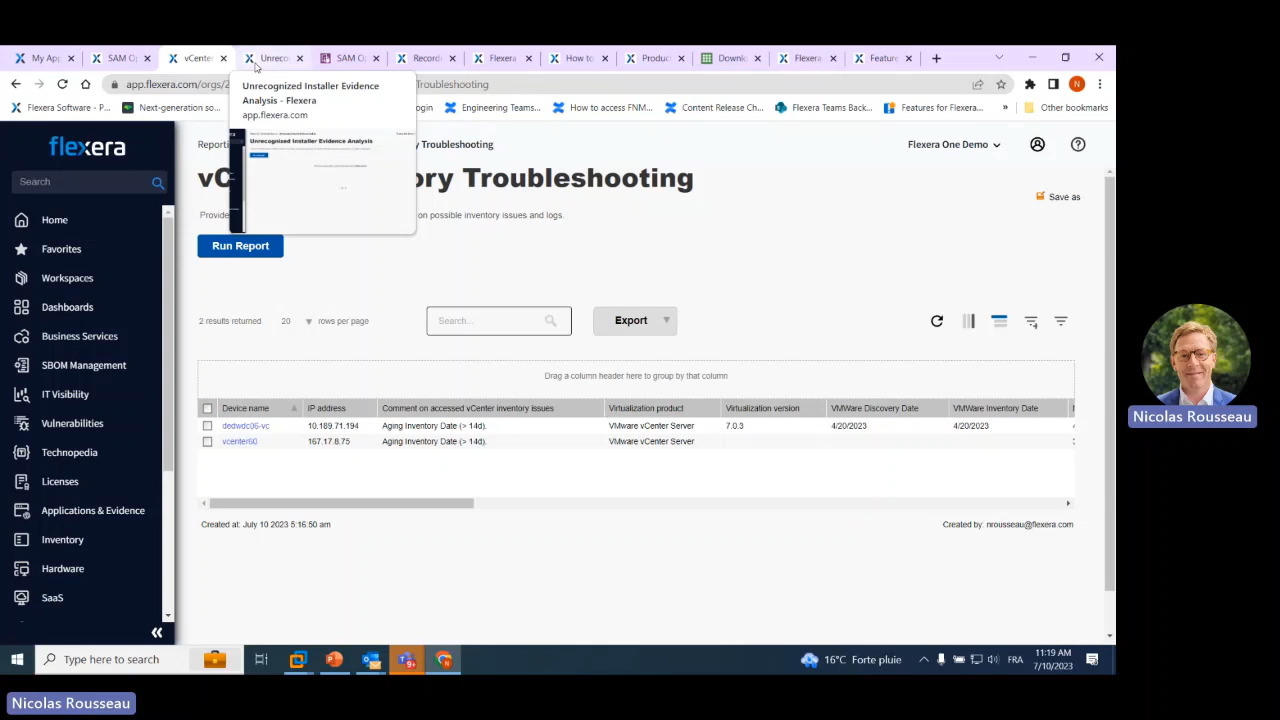 My App
SAM O
vCenter
Unreco
SAM O
Record
Flexera
How to
Produc
Downl
Flexera
Feature
app.flexera.com/orgs/2
Troubleshooting
Unrecognized Installer Evidence
Analysis - Flexera
app.flexera.com
Flexera Software - P...
Next-generation so...
ogin
Engineering Teams...
How to access FNM...
Content Release Ch...
Flexera Teams Back...
Features for Flexera...
»
Other bookmarks
flexera
Search
Home
Favorites
Workspaces
Dashboards
Business Services
SBOM Management
IT Visibility
Vulnerabilities
Technopedia
Licenses
Applications & Evidence
Inventory
Hardware
SaaS
Reporti
y Troubleshooting
Flexera One Demo
vC
ory Troubleshooting
Unrecognized Installer Evidence Analysis
Save as
Provide
on possible inventory issues and logs.
Run Report
2 results returned
20
rows per page
Search...
Export
Drag a column header here to group by that column
Device name
IP address
Comment on accessed vCenter inventory issues
Virtualization product
Virtualization version
VMWare Discovery Date
VMWare Inventory Date
dedwdc06-vc
10.189.71.194
Aging Inventory Date (> 14d).
VMware vCenter Server
7.0.3
4/20/2023
4/20/2023
vcenter60
167.17.8.75
Aging Inventory Date (> 14d).
VMware vCenter Server
Created at: July 10 2023 5:16:50 am
Created by: nrousseau@flexera.com
Type here to search
9+
16°C Forte pluie
FRA
11:19 AM
7/10/2023
Nicolas Rousseau
Nicolas Rousseau